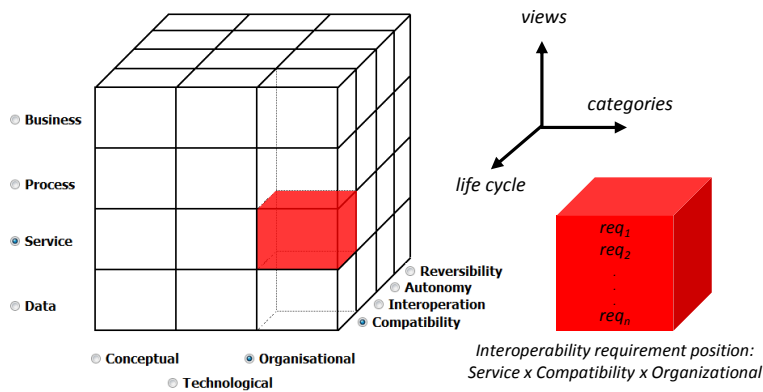 views
categories
life cycle
Business
Process
Service
Data
Reversibility
Autonomy
Interoperation
Compatibility
Conceptual
Organisational
Technological
req1
req2
.
.
reqn
Interoperability requirement position:
Service x Compatibility x Organizational